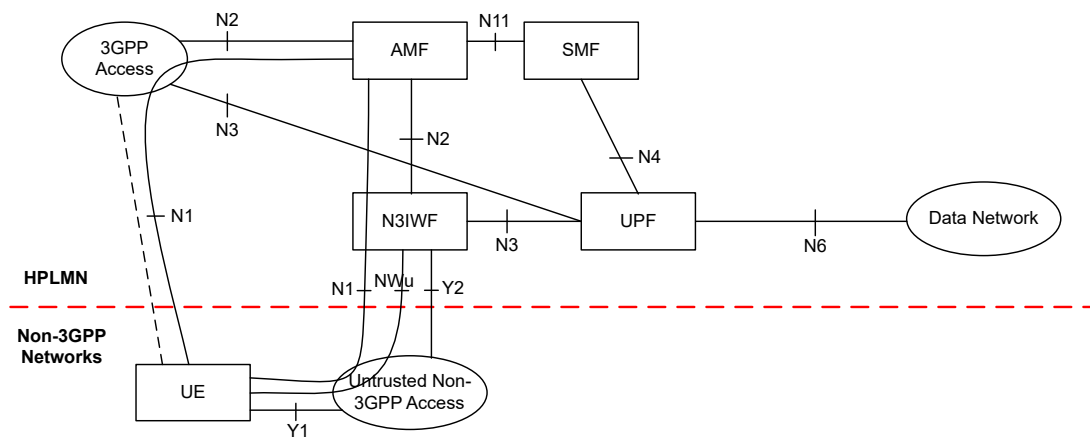 N2
N11
3GPP
Access
AMF
SMF
N3
N2
N4
N1
N3IWF
N3
UPF
N6
Data Network
HPLMN
N1
NWu
Y2
Non-3GPP
Networks
UE
Untrusted Non-
3GPP Access
Y1